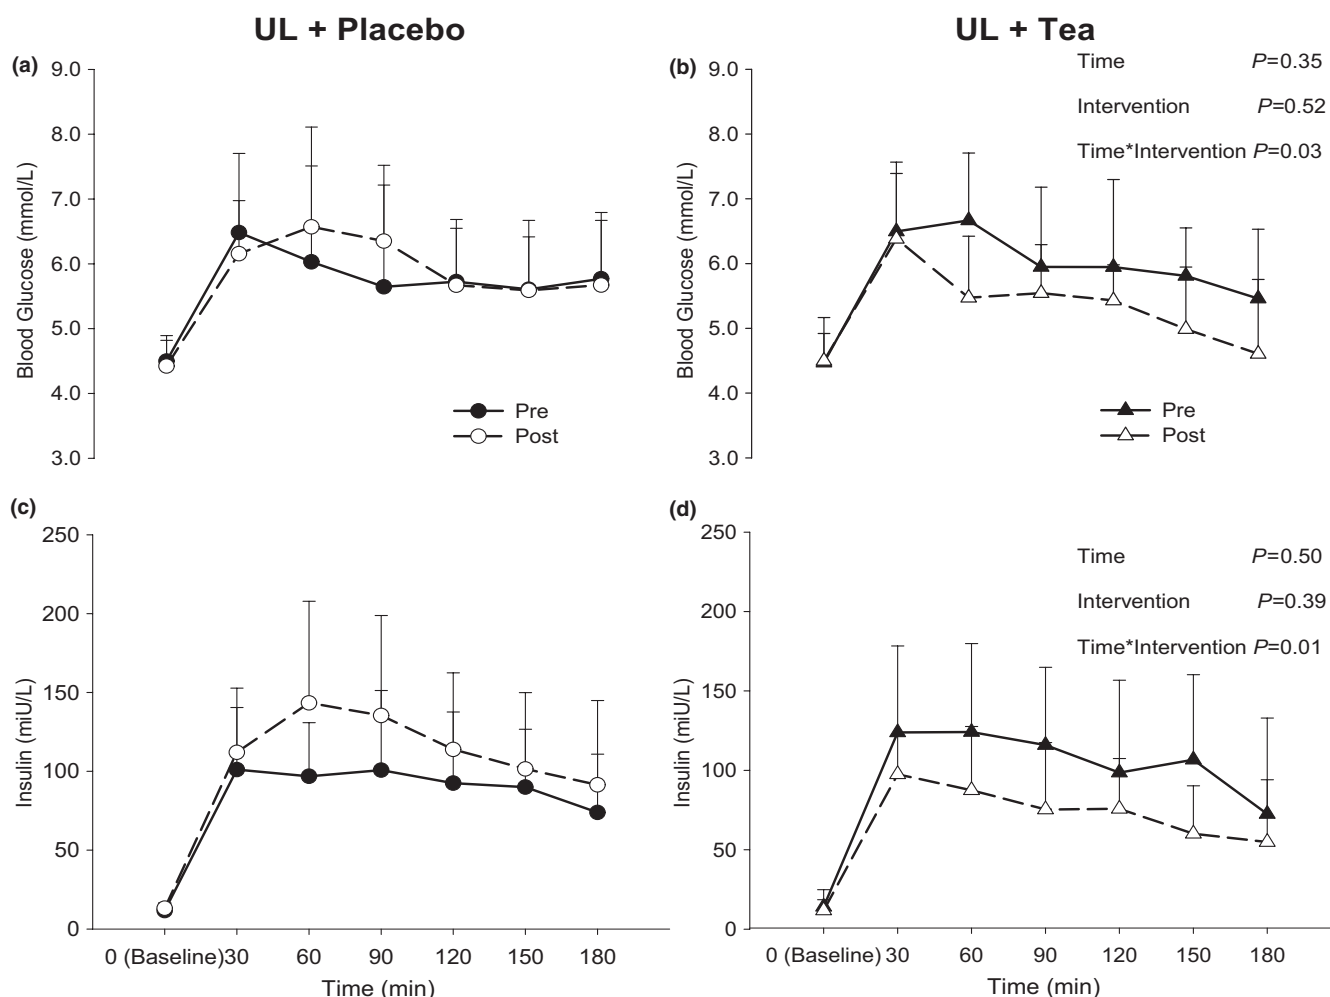 UL + Placebo
(a)
9.0
8.0
7.0
6.0
5.0
4.0
3.0
Blood Glucose (mmol/L)
Pre
Post
UL + Tea
(b)
9.0
8.0
7.0
6.0
5.0
4.0
3.0
Blood Glucose (mmol/L)
Time P=0.35
Intervention P=0.52
Time*Intervention P=0.03
Pre
Post
(c)
250
200
150
100
50
0
Insulin (miU/L)
0 (Baseline) 30 60 90 120 150 180
Time (min)
(d)
250
200
150
100
50
0
Insulin (miU/L)
Time P=0.50
Intervention P=0.39
Time*Intervention P=0.01
0 (Baseline) 30 60 90 120 150 180
Time (min)